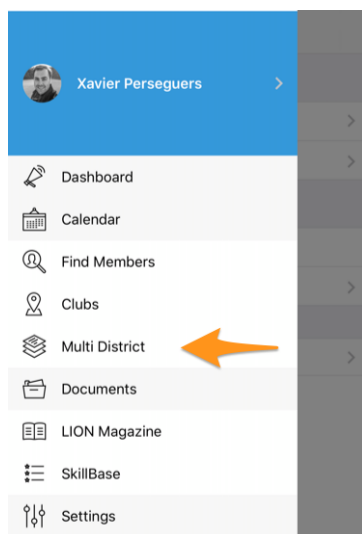 Xavier Perseguers
Dashboard
Calendar
Find Members
Clubs
Multi District
Documents
LION Magazine
SkillBase
Settings